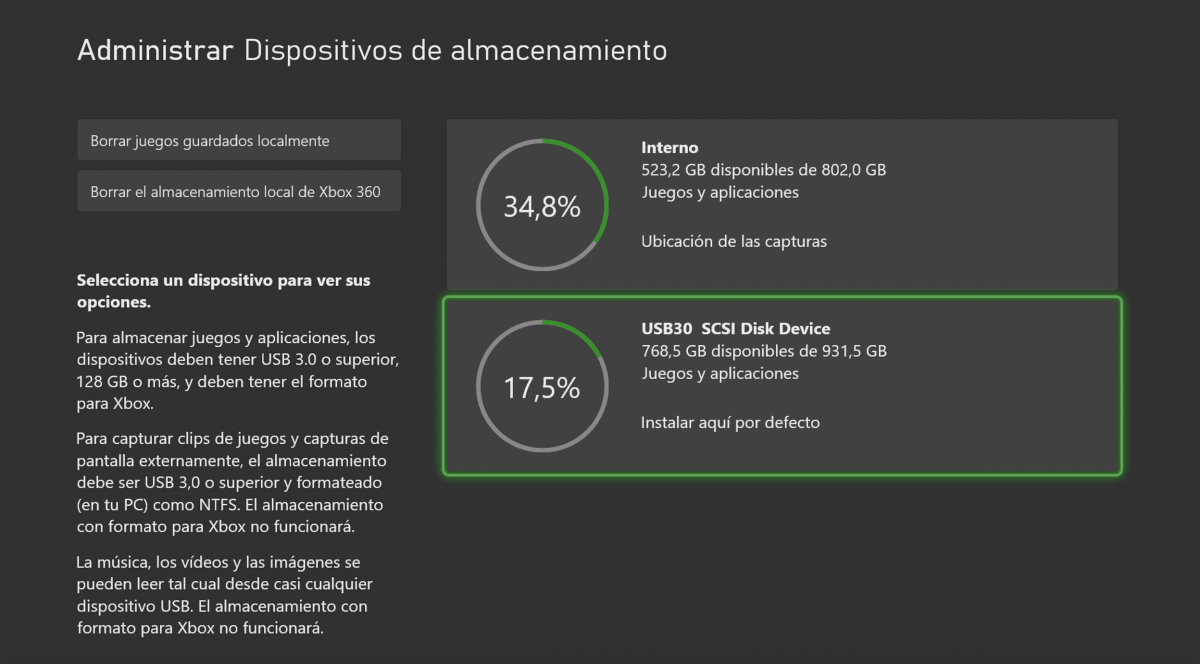 Administrar Dispositivos de almacenamiento
Borrar juegos guardados localmente
Borrar el almacenamiento local de Xbox 360
Selecciona un dispositivo para ver sus
opciones.
Para almacenar juegos y aplicaciones, los
dispositivos deben tener USB 3.0 o superior,
128 GB o más, y deben tener el formato
para Xbox.
Para capturar clips de juegos y capturas de
pantalla externamente, el almacenamiento
debe ser USB 3,0 o superior y formateado
(en tu PC) como NTFS. El almacenamiento
con formato para Xbox no funcionará.
La música, los vídeos y las imágenes se
pueden leer tal cual desde casi cualquier
dispositivo USB. El almacenamiento con
formato para Xbox no funcionará.
34,8%
Interno
523,2 GB disponibles de 802,0 GB
Juegos y aplicaciones
Ubicación de las capturas
17,5%
USB30  SCSI Disk Device
768,5 GB disponibles de 931,5 GB
Juegos y aplicaciones
Instalar aquí por defecto